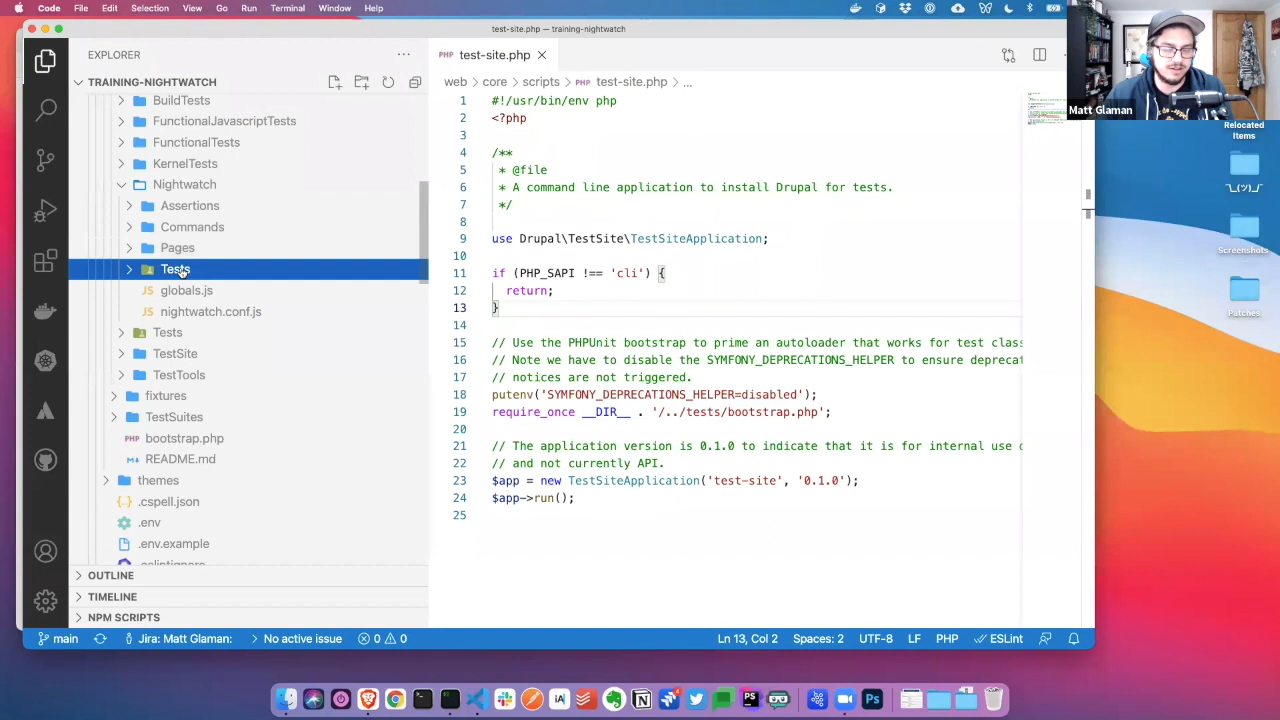 Code File Edit Selection View Go Run Terminal Window Help
test-site.php — training-nightwatch
EXPLORER
TRAINING-NIGHTWATCH
BuildTests
FunctionalJavascriptTests
FunctionalTests
KernelTests
Nightwatch
Assertions
Commands
Pages
Tests
JS globals.js
JS nightwatch.conf.js
Tests
TestSite
TestTools
fixtures
TestSuites
bootstrap.php
README.md
themes
.cspell.json
.env
.env.example
.eslintignore
OUTLINE
TIMELINE
NPM SCRIPTS
PHP test-site.php
web > core > scripts > PHP test-site.php > ...
1 #!/usr/bin/env php
2 <?php
3
4 /**
5 * @file
6 * A command line application to install Drupal for tests.
7 */
8
9 use Drupal\TestSite\TestSiteApplication;
10
11 if (PHP_SAPI !== 'cli') {
12 return;
13 }
14
15 // Use the PHPUnit bootstrap to prime an autoloader that works for test class
16 // Note we have to disable the SYMFONY_DEPRECATIONS_HELPER to ensure deprecat
17 // notices are not triggered.
18 putenv('SYMFONY_DEPRECATIONS_HELPER=disabled');
19 require_once __DIR__ . '/../tests/bootstrap.php';
20
21 // The application version is 0.1.0 to indicate that it is for internal use o
22 // and not currently API.
23 $app = new TestSiteApplication('test-site', '0.1.0');
24 $app->run();
25
Matt Glaman
Relocated
Items
¯\_(ツ)_/¯
Screenshots
Patches
main Jira: Matt Glaman: No active issue 0 0 Ln 13, Col 2 Spaces: 2 UTF-8 LF PHP ESLint